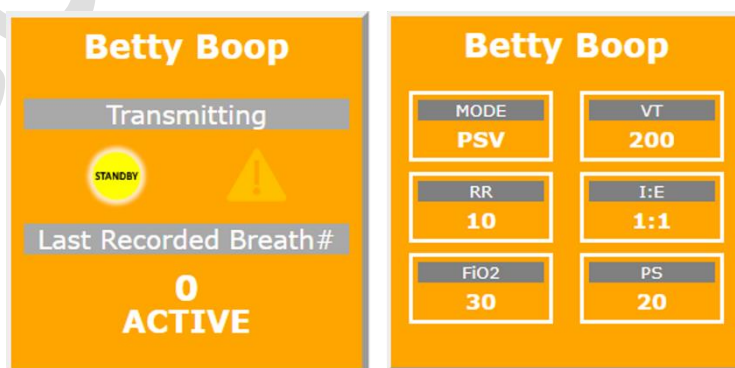 Betty Boop
Transmitting
STANDBY
Last Recorded Breath#
0
ACTIVE
Betty Boop
MODE
PSV
VT
200
RR
10
I:E
1:1
FiO2
30
PS
20